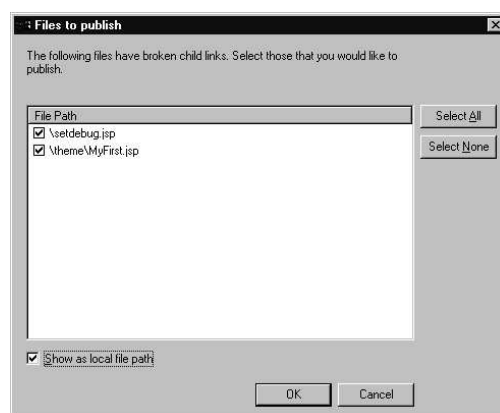 Files to publish
The following files have broken child links. Select those that you would like to
publish.
File Path
\setdebug.jsp
\theme\MyFirst.jsp
Select All
Select None
Show as local file path
OK
Cancel